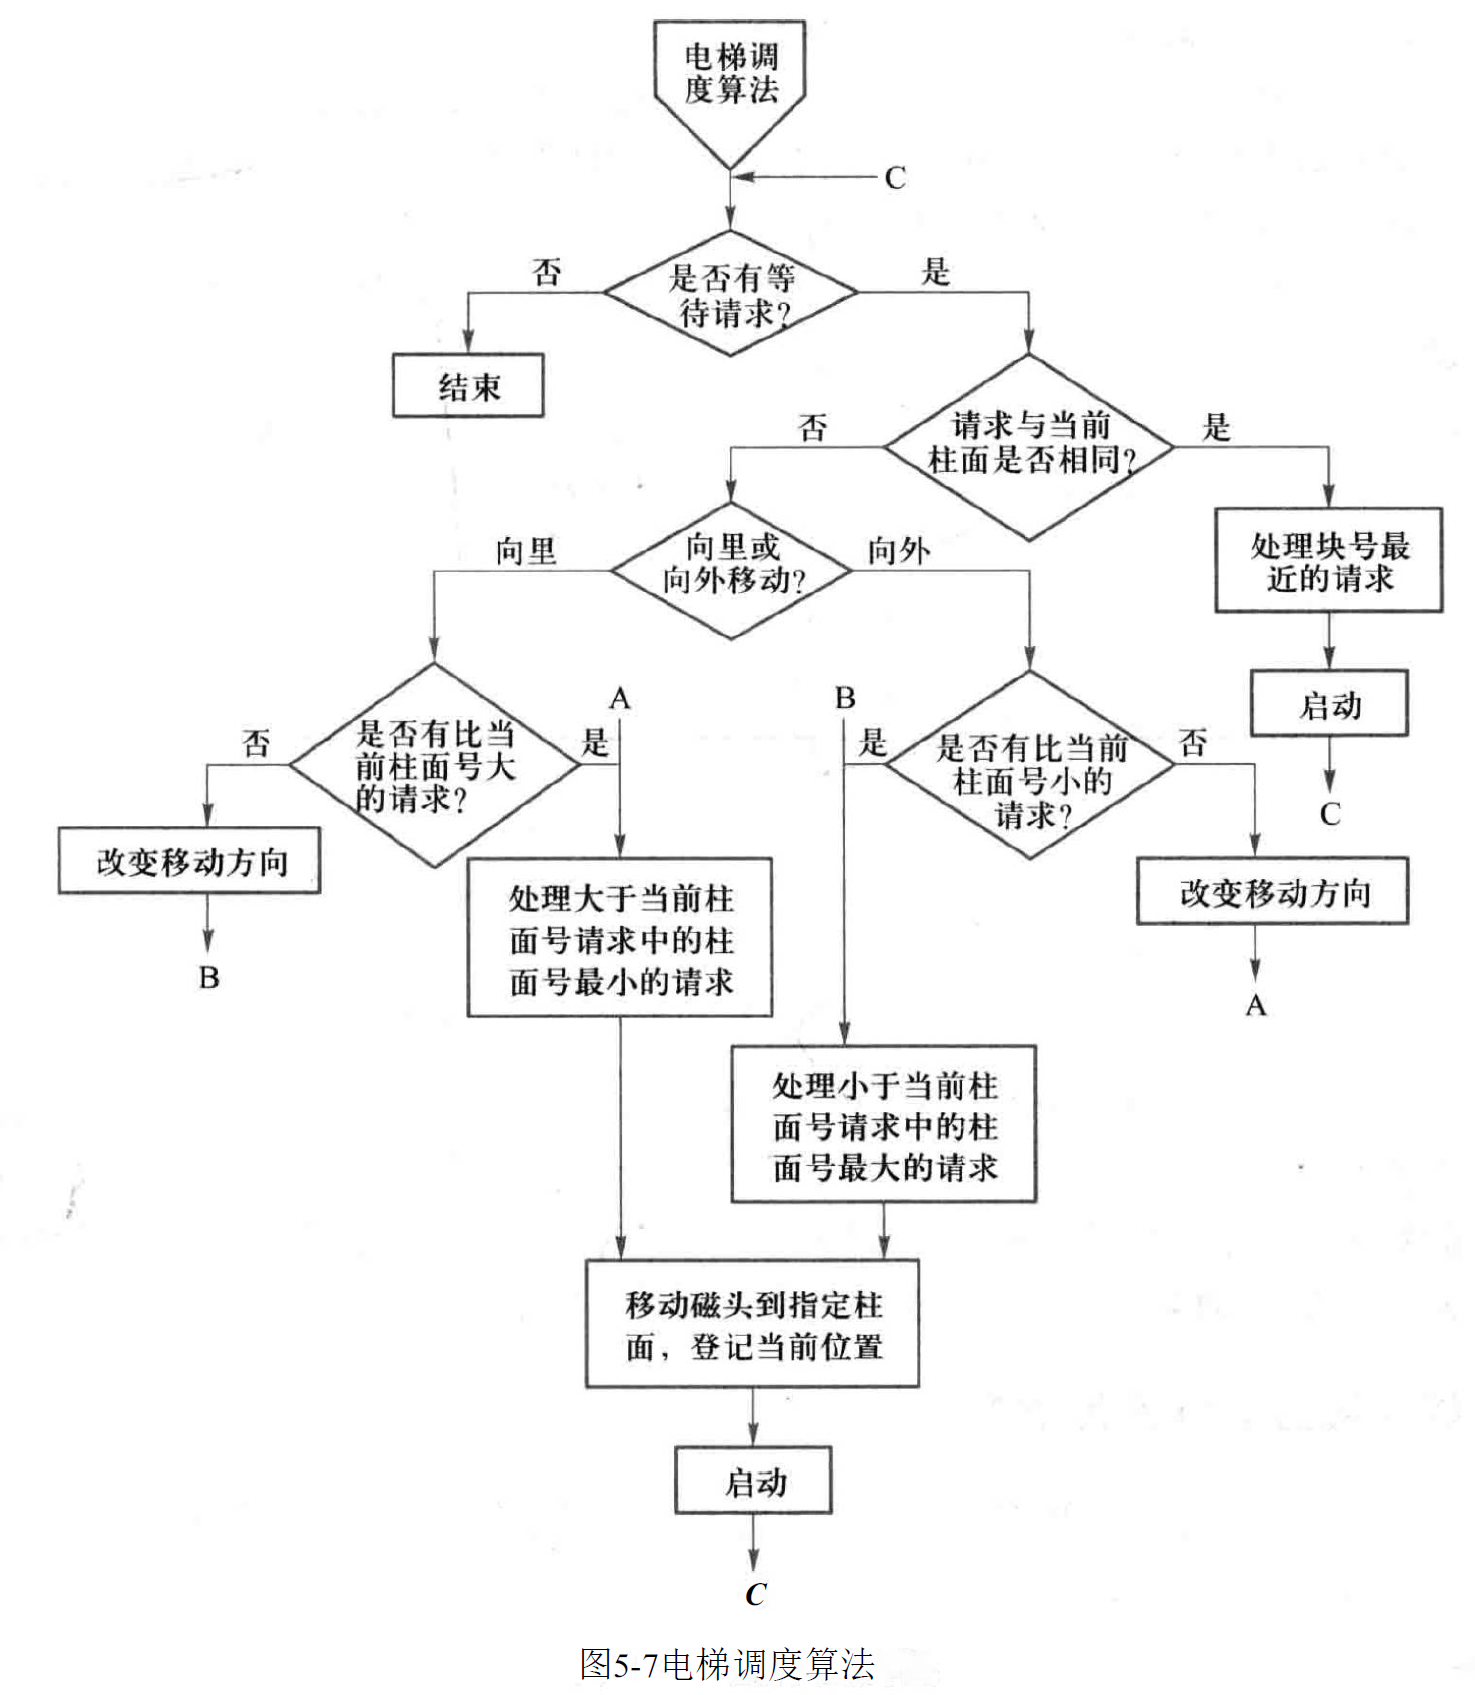 电梯调
度算法
C
否
是否有等
待请求?
是
结束
否
请求与当前
柱面是否相同?
是
向里
向里或
向外移动?
向外
处理块号最
近的请求
A
B
启动
否
是否有比当
前柱面号大
的请求?
是
是
是否有比当前
柱面号小的
请求?
否
C
改变移动方向
处理大于当前柱
面号请求中的柱
面号最小的请求
改变移动方向
B
A
处理小于当前柱
面号请求中的柱
面号最大的请求
移动磁头到指定柱
面，登记当前位置
启动
C
图5-7电梯调度算法